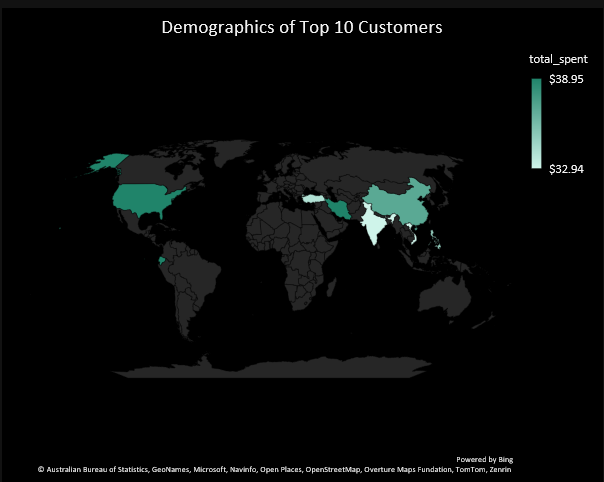 Demographics of Top 10 Customers
total_spent
$38.95
$32.94
Powered by Bing
© Australian Bureau of Statistics, GeoNames, Microsoft, Navinfo, Open Places, OpenStreetMap, Overture Maps Fundation, TomTom, Zenrin